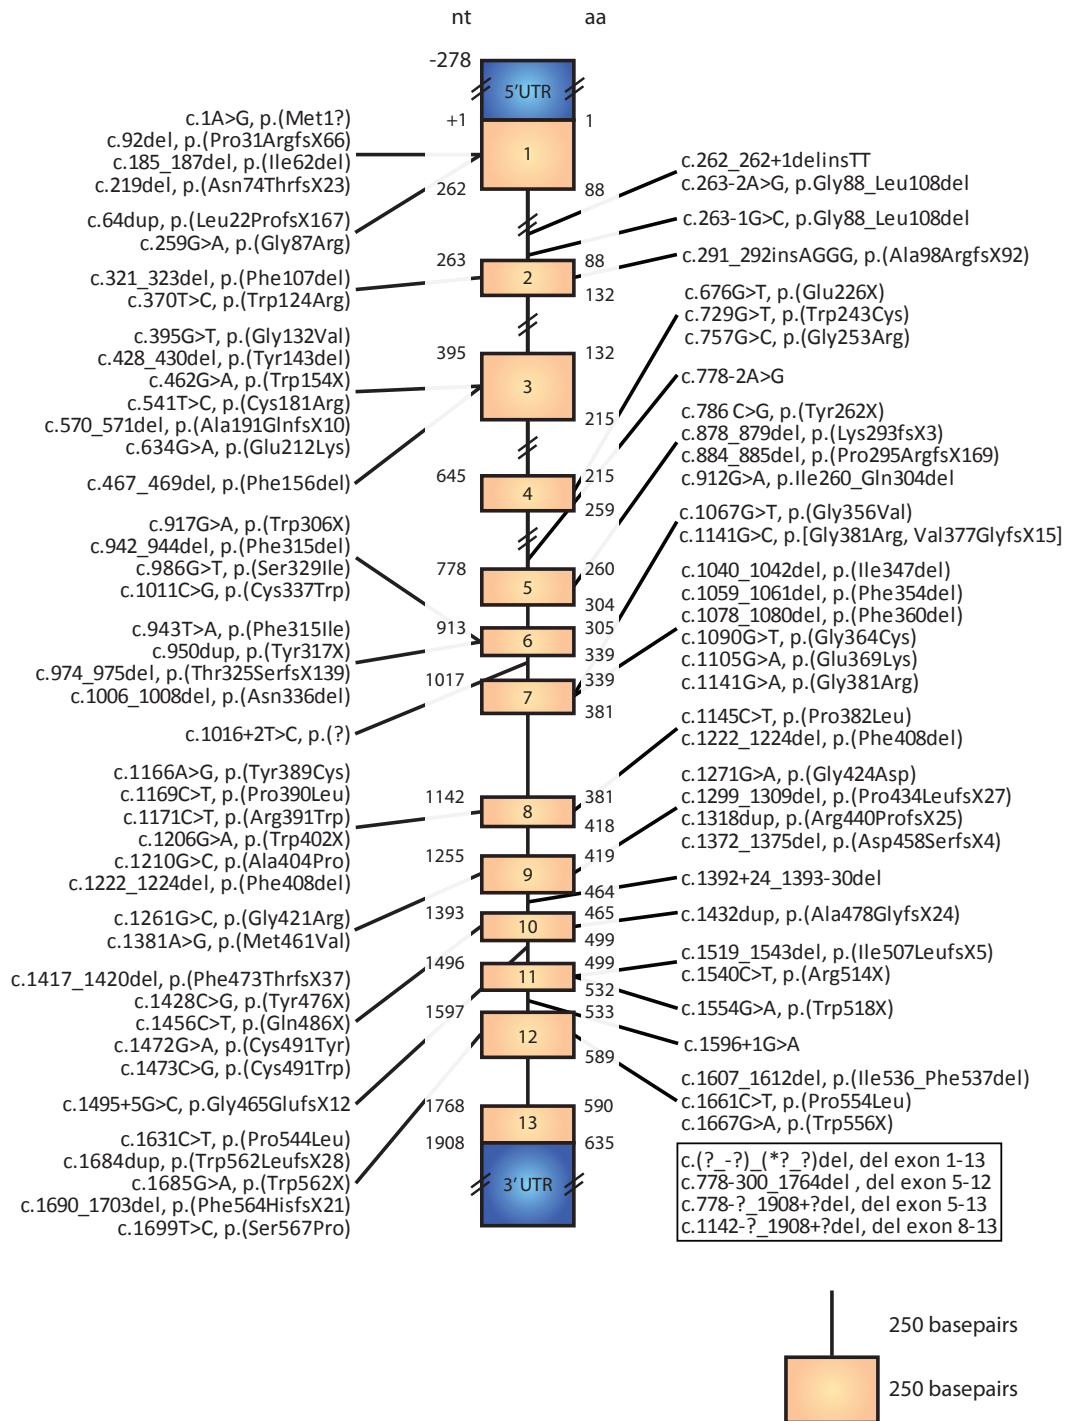 nt
aa
-278
5'UTR
+1
1
1
262
88
263
88
2
132
395
132
3
215
645
215
4
259
778
260
5
304
913
305
6
339
1017
339
7
381
1142
381
8
418
1255
419
9
464
1393
465
10
499
1496
499
11
532
1597
533
12
589
1768
590
13
1908
635
3' UTR
c.1A>G, p.(Met1?)
c.92del, p.(Pro31ArgfsX66)
c.185_187del, p.(Ile62del)
c.219del, p.(Asn74ThrfsX23)
c.64dup, p.(Leu22ProfsX167)
c.259G>A, p.(Gly87Arg)
c.321_323del, p.(Phe107del)
c.370T>C, p.(Trp124Arg)
c.395G>T, p.(Gly132Val)
c.428_430del, p.(Tyr143del)
c.462G>A, p.(Trp154X)
c.541T>C, p.(Cys181Arg)
c.570_571del, p.(Ala191GlnfsX10)
c.634G>A, p.(Glu212Lys)
c.467_469del, p.(Phe156del)
c.917G>A, p.(Trp306X)
c.942_944del, p.(Phe315del)
c.986G>T, p.(Ser329Ile)
c.1011C>G, p.(Cys337Trp)
c.943T>A, p.(Phe315Ile)
c.950dup, p.(Tyr317X)
c.974_975del, p.(Thr325SerfsX139)
c.1006_1008del, p.(Asn336del)
c.1016+2T>C, p.(?)
c.1166A>G, p.(Tyr389Cys)
c.1169C>T, p.(Pro390Leu)
c.1171C>T, p.(Arg391Trp)
c.1206G>A, p.(Trp402X)
c.1210G>C, p.(Ala404Pro)
c.1222_1224del, p.(Phe408del)
c.1261G>C, p.(Gly421Arg)
c.1381A>G, p.(Met461Val)
c.1417_1420del, p.(Phe473ThrfsX37)
c.1428C>G, p.(Tyr476X)
c.1456C>T, p.(Gln486X)
c.1472G>A, p.(Cys491Tyr)
c.1473C>G, p.(Cys491Trp)
c.1495+5G>C, p.Gly465GlufsX12
c.1631C>T, p.(Pro544Leu)
c.1684dup, p.(Trp562LeufsX28)
c.1685G>A, p.(Trp562X)
c.1690_1703del, p.(Phe564HisfsX21)
c.1699T>C, p.(Ser567Pro)
c.262_262+1delinsTT
c.263-2A>G, p.Gly88_Leu108del
c.263-1G>C, p.Gly88_Leu108del
c.291_292insAGGG, p.(Ala98ArgfsX92)
c.676G>T, p.(Glu226X)
c.729G>T, p.(Trp243Cys)
c.757G>C, p.(Gly253Arg)
c.778-2A>G
c.786 C>G, p.(Tyr262X)
c.878_879del, p.(Lys293fsX3)
c.884_885del, p.(Pro295ArgfsX169)
c.912G>A, p.Ile260_Gln304del
c.1067G>T, p.(Gly356Val)
c.1141G>C, p.[Gly381Arg, Val377GlyfsX15]
c.1040_1042del, p.(Ile347del)
c.1059_1061del, p.(Phe354del)
c.1078_1080del, p.(Phe360del)
c.1090G>T, p.(Gly364Cys)
c.1105G>A, p.(Glu369Lys)
c.1141G>A, p.(Gly381Arg)
c.1145C>T, p.(Pro382Leu)
c.1222_1224del, p.(Phe408del)
c.1271G>A, p.(Gly424Asp)
c.1299_1309del, p.(Pro434LeufsX27)
c.1318dup, p.(Arg440ProfsX25)
c.1372_1375del, p.(Asp458SerfsX4)
c.1392+24_1393-30del
c.1432dup, p.(Ala478GlyfsX24)
c.1519_1543del, p.(Ile507LeufsX5)
c.1540C>T, p.(Arg514X)
c.1554G>A, p.(Trp518X)
c.1596+1G>A
c.1607_1612del, p.(Ile536_Phe537del)
c.1661C>T, p.(Pro554Leu)
c.1667G>A, p.(Trp556X)
c.(?_-?)_(*?_?)del, del exon 1-13
c.778-300_1764del , del exon 5-12
c.778-?_1908+?del, del exon 5-13
c.1142-?_1908+?del, del exon 8-13
250 basepairs
250 basepairs